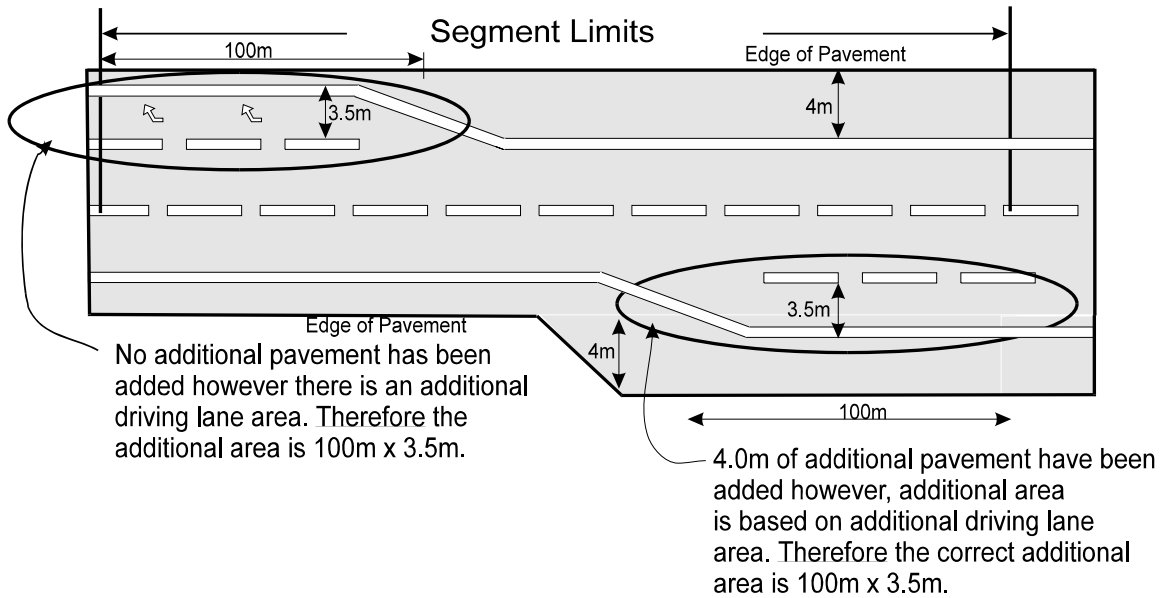 Segment Limits
100m
Edge of Pavement
3.5m
4m
3.5m
Edge of Pavement
4m
100m
No additional pavement has been
added however there is an additional
driving lane area. Therefore the
additional area is 100m x 3.5m.
4.0m of additional pavement have been
added however, additional area
is based on additional driving lane
area. Therefore the correct additional
area is 100m x 3.5m.